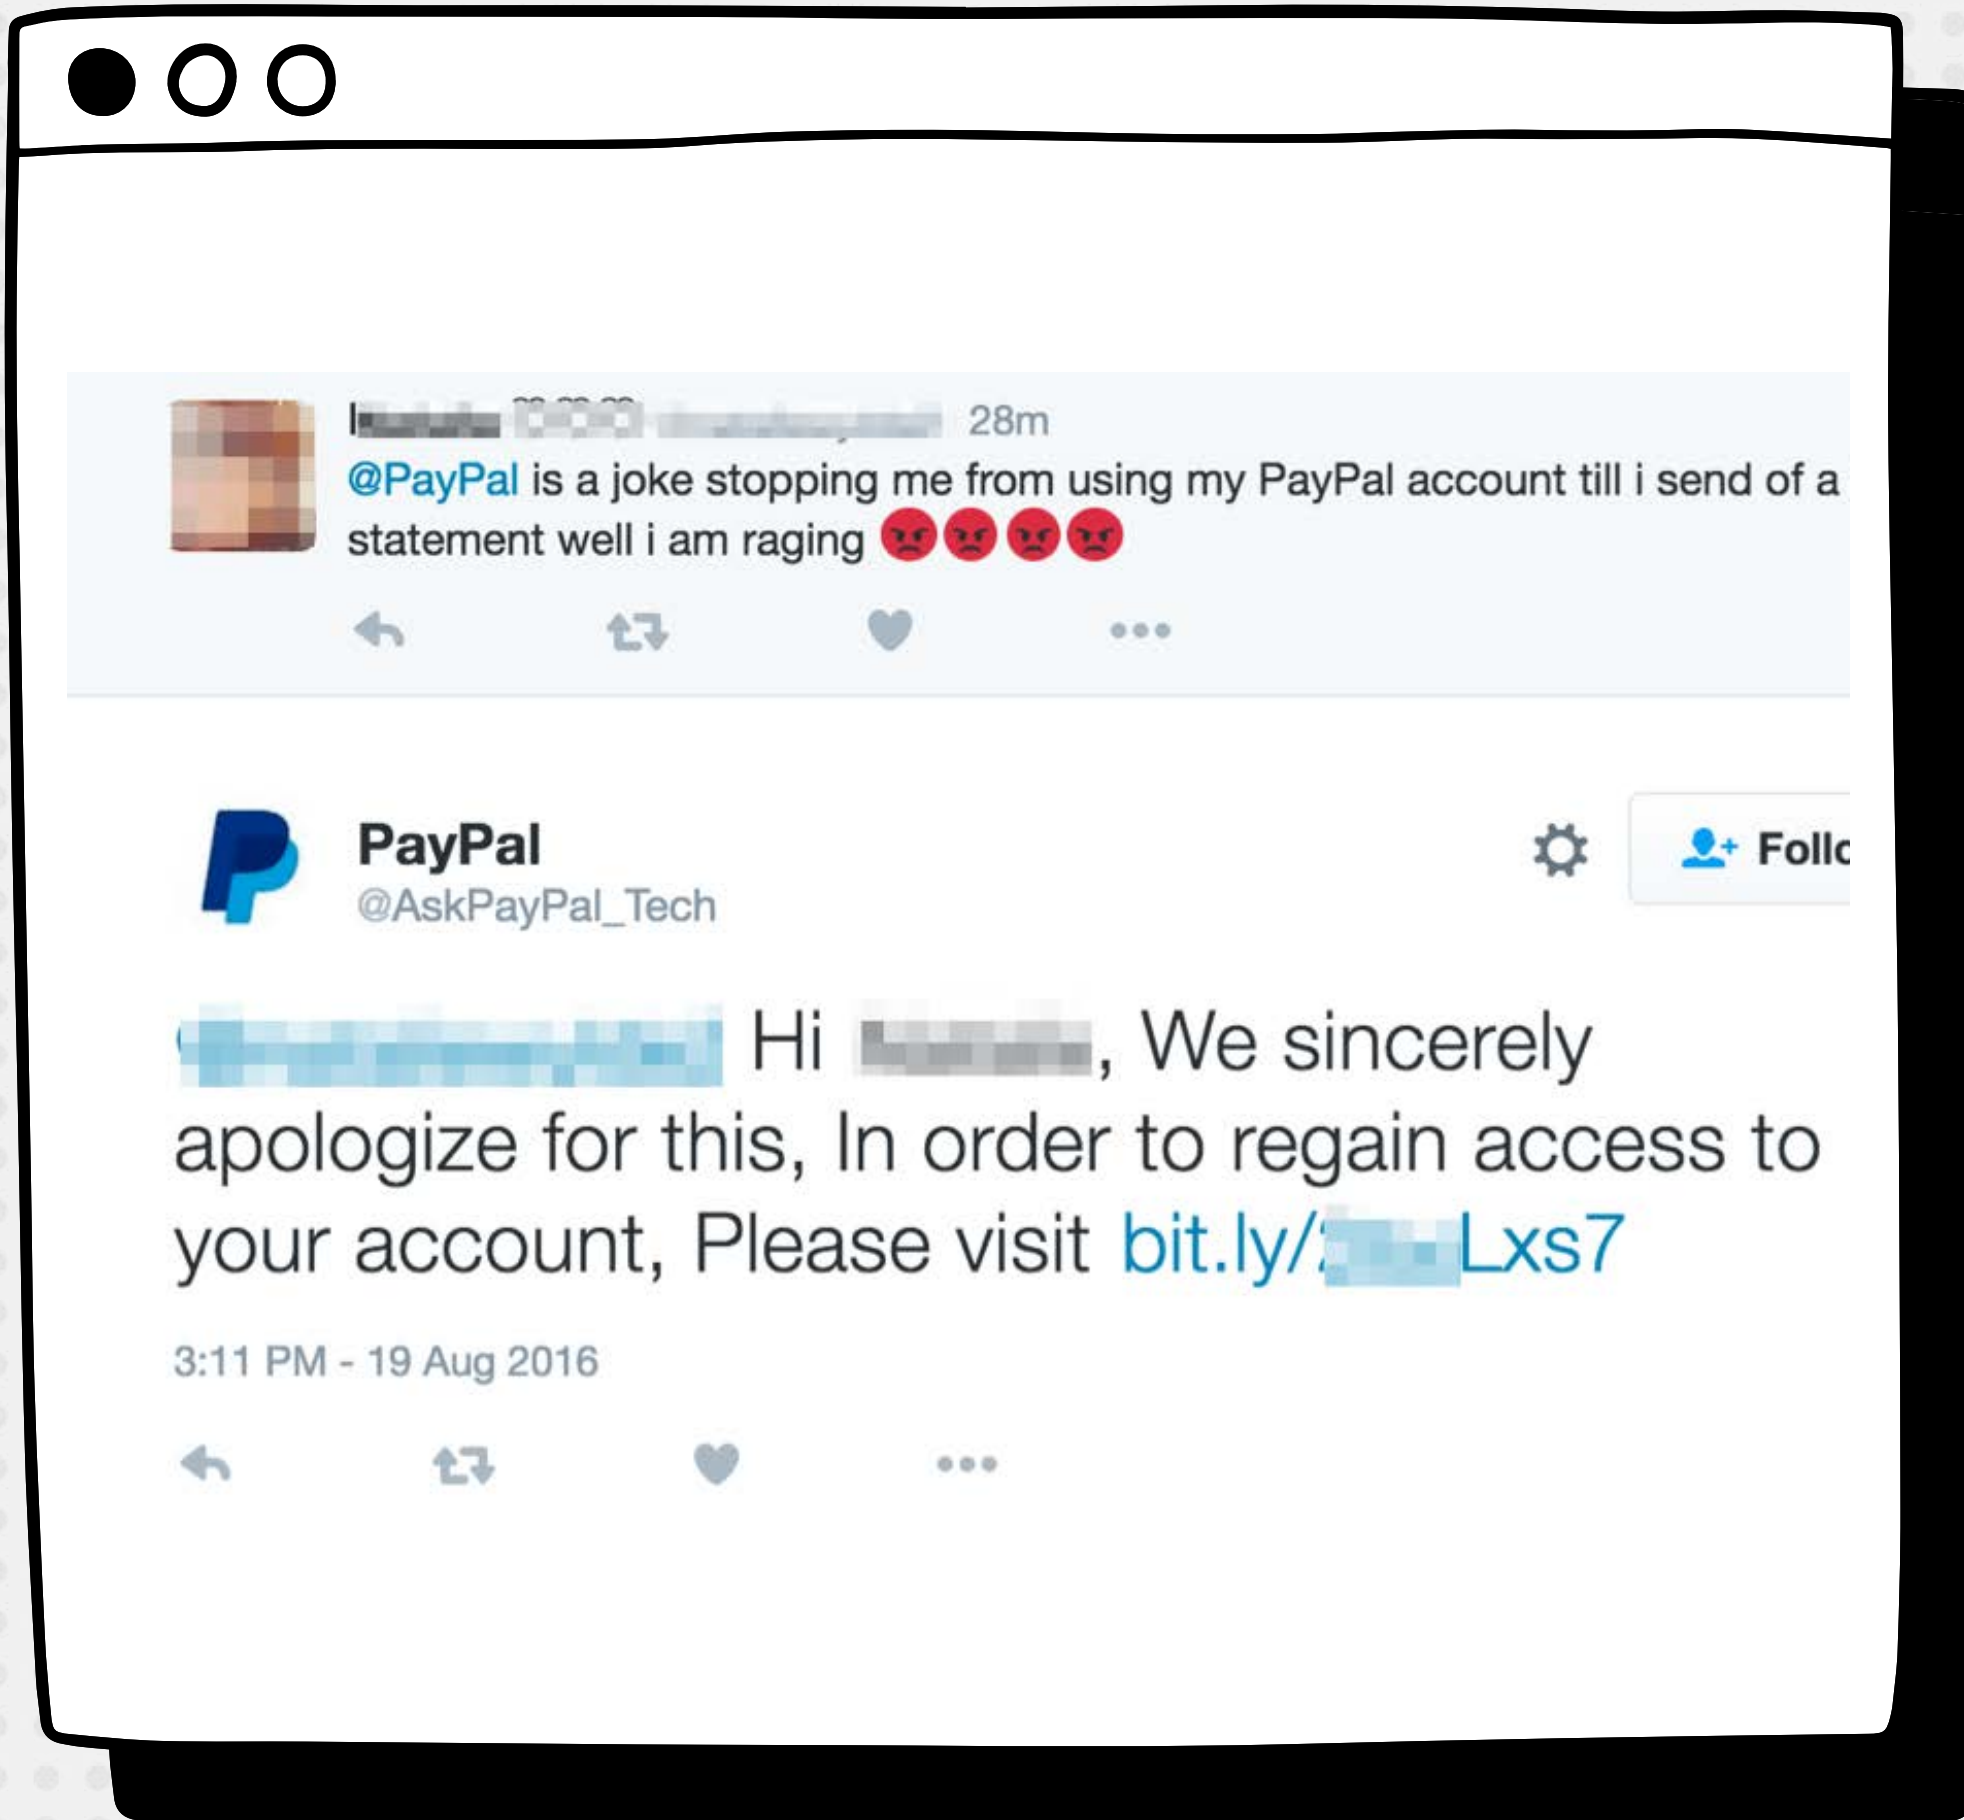 28m
@PayPal is a joke stopping me from using my PayPal account till i send of a
statement well i am raging 😡😡😡😡
PayPal
@AskPayPal_Tech
Hi , We sincerely
apologize for this, In order to regain access to
your account, Please visit bit.ly/ Lxs7
3:11 PM - 19 Aug 2016